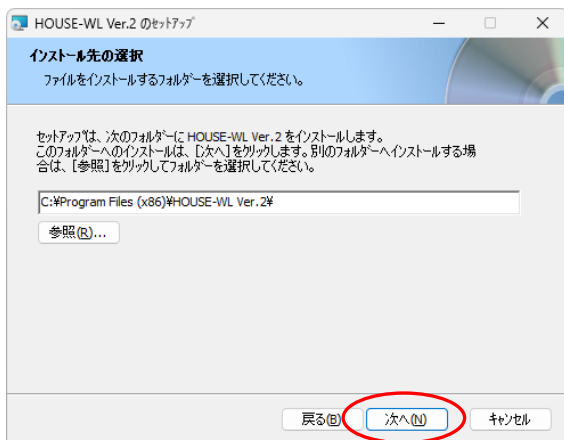 HOUSE-WL Ver.2 のｾｯﾄｱｯﾌﾟ
インストール先の選択
ファイルをインストールするフォルダーを選択してください。
セットアップは、次のフォルダーに HOUSE-WL Ver.2 をインストールします。
このフォルダーへのインストールは、[次へ]をクリックします。別のフォルダーへインストールする場
合は、[参照]をクリックしてフォルダーを選択してください。
C:¥Program Files (x86)¥HOUSE-WL Ver.2¥
参照(R)...
戻る(B)
次へ(N)
キャンセル